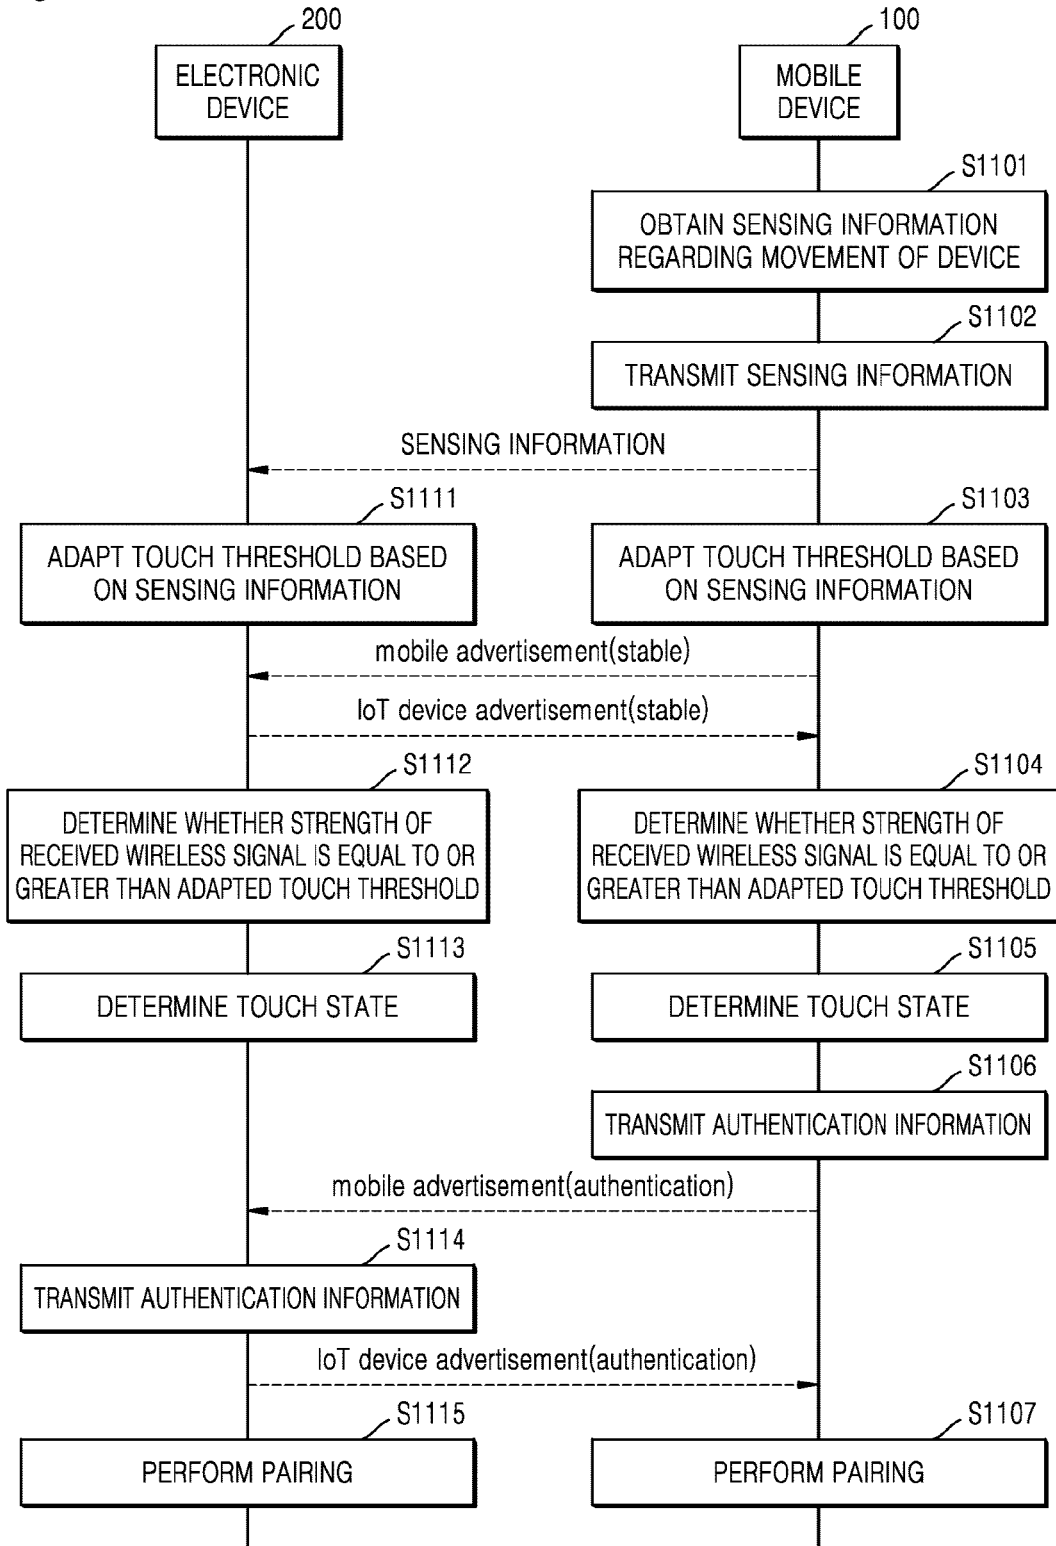 200
100
ELECTRONIC
DEVICE
MOBILE
DEVICE
S1101
OBTAIN SENSING INFORMATION
REGARDING MOVEMENT OF DEVICE
S1102
TRANSMIT SENSING INFORMATION
SENSING INFORMATION
S1111
S1103
ADAPT TOUCH THRESHOLD BASED
ON SENSING INFORMATION
ADAPT TOUCH THRESHOLD BASED
ON SENSING INFORMATION
mobile advertisement(stable)
IoT device advertisement(stable)
S1112
S1104
DETERMINE WHETHER STRENGTH OF
RECEIVED WIRELESS SIGNAL IS EQUAL TO OR
GREATER THAN ADAPTED TOUCH THRESHOLD
DETERMINE WHETHER STRENGTH OF
RECEIVED WIRELESS SIGNAL IS EQUAL TO OR
GREATER THAN ADAPTED TOUCH THRESHOLD
S1113
S1105
DETERMINE TOUCH STATE
DETERMINE TOUCH STATE
S1106
TRANSMIT AUTHENTICATION INFORMATION
mobile advertisement(authentication)
S1114
TRANSMIT AUTHENTICATION INFORMATION
IoT device advertisement(authentication)
S1115
S1107
PERFORM PAIRING
PERFORM PAIRING